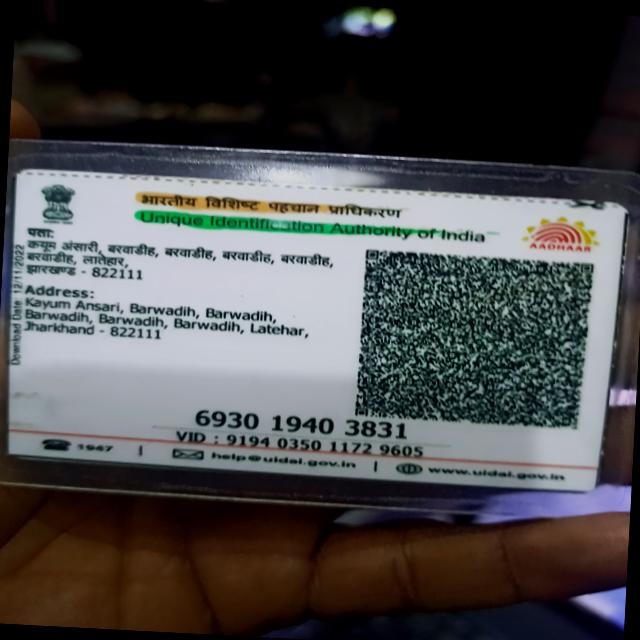 भारतीय विशिष्ट पहचान प्राधिकरण
Unique Identification Authority of India
AADHAAR
पता:
कयूम अंसारी, बरवाडीह, बरवाडीह, बरवाडीह,
बरवाडीह, लातेहार,
झारखण्ड - 822111
Address:
Kayum Ansari, Barwadih, Barwadih,
Barwadih, Barwadih, Barwadih, Latehar,
Jharkhand - 822111
Download Date: 12/11/2022
6930 1940 3831
VID : 9194 0350 1172 9605
1947 | help@uidai.gov.in | www.uidai.gov.in